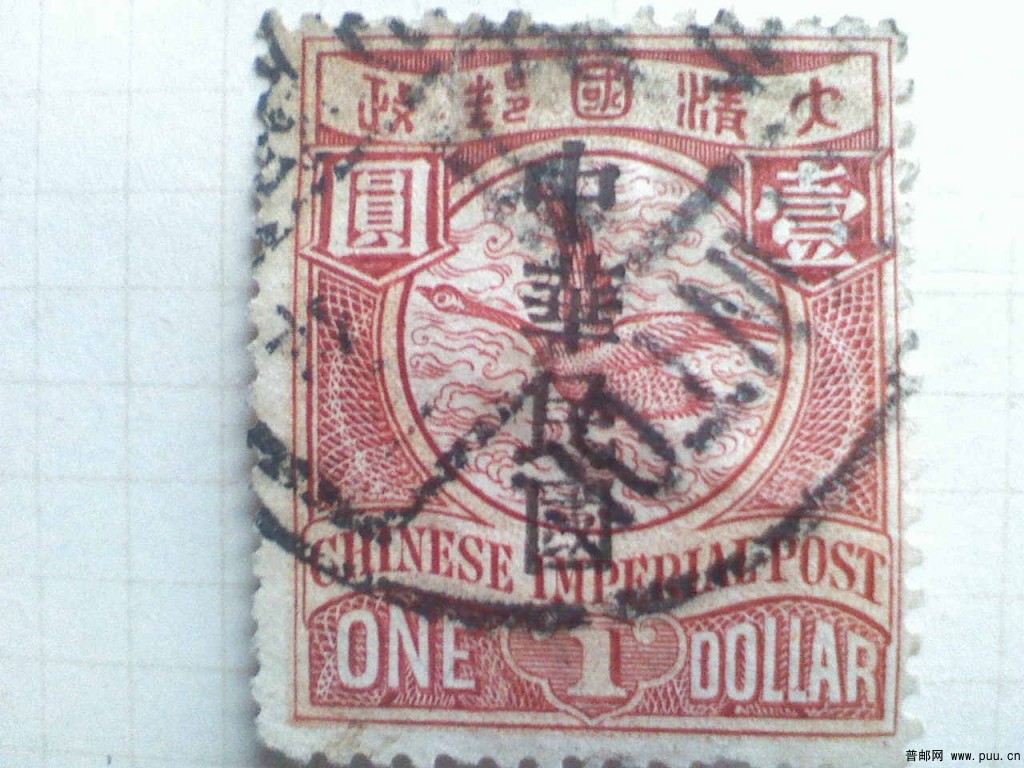 大清國郵政
壹圓
中華民國
CHINESE IMPERIAL POST
ONE 1 DOLLAR
普邮网 www.puu.cn